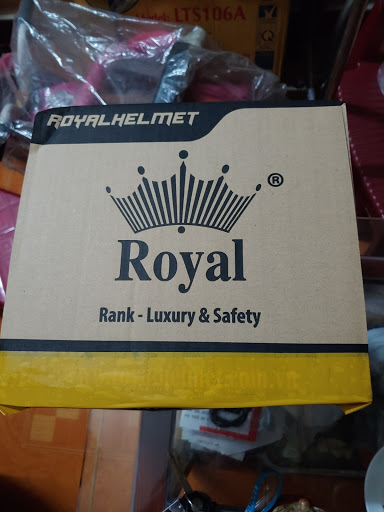 LTS106A
Q
ROYALHELMET
®
Royal
Rank - Luxury & Safety